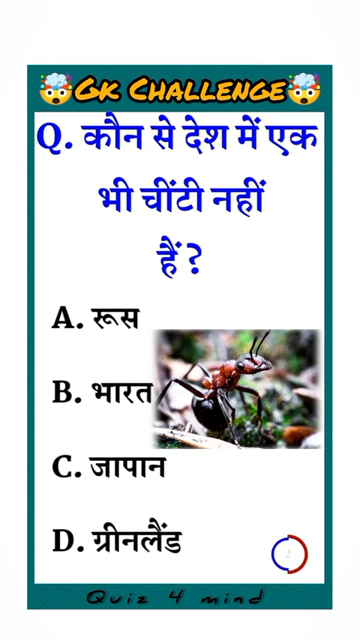 🤯GK CHALLENGE🤯
Q. कौन से देश में एक
भी चींटी नहीं
हैं ?
A. रूस
B. भारत
C. जापान
D. ग्रीनलैंड
Quiz 4 mind